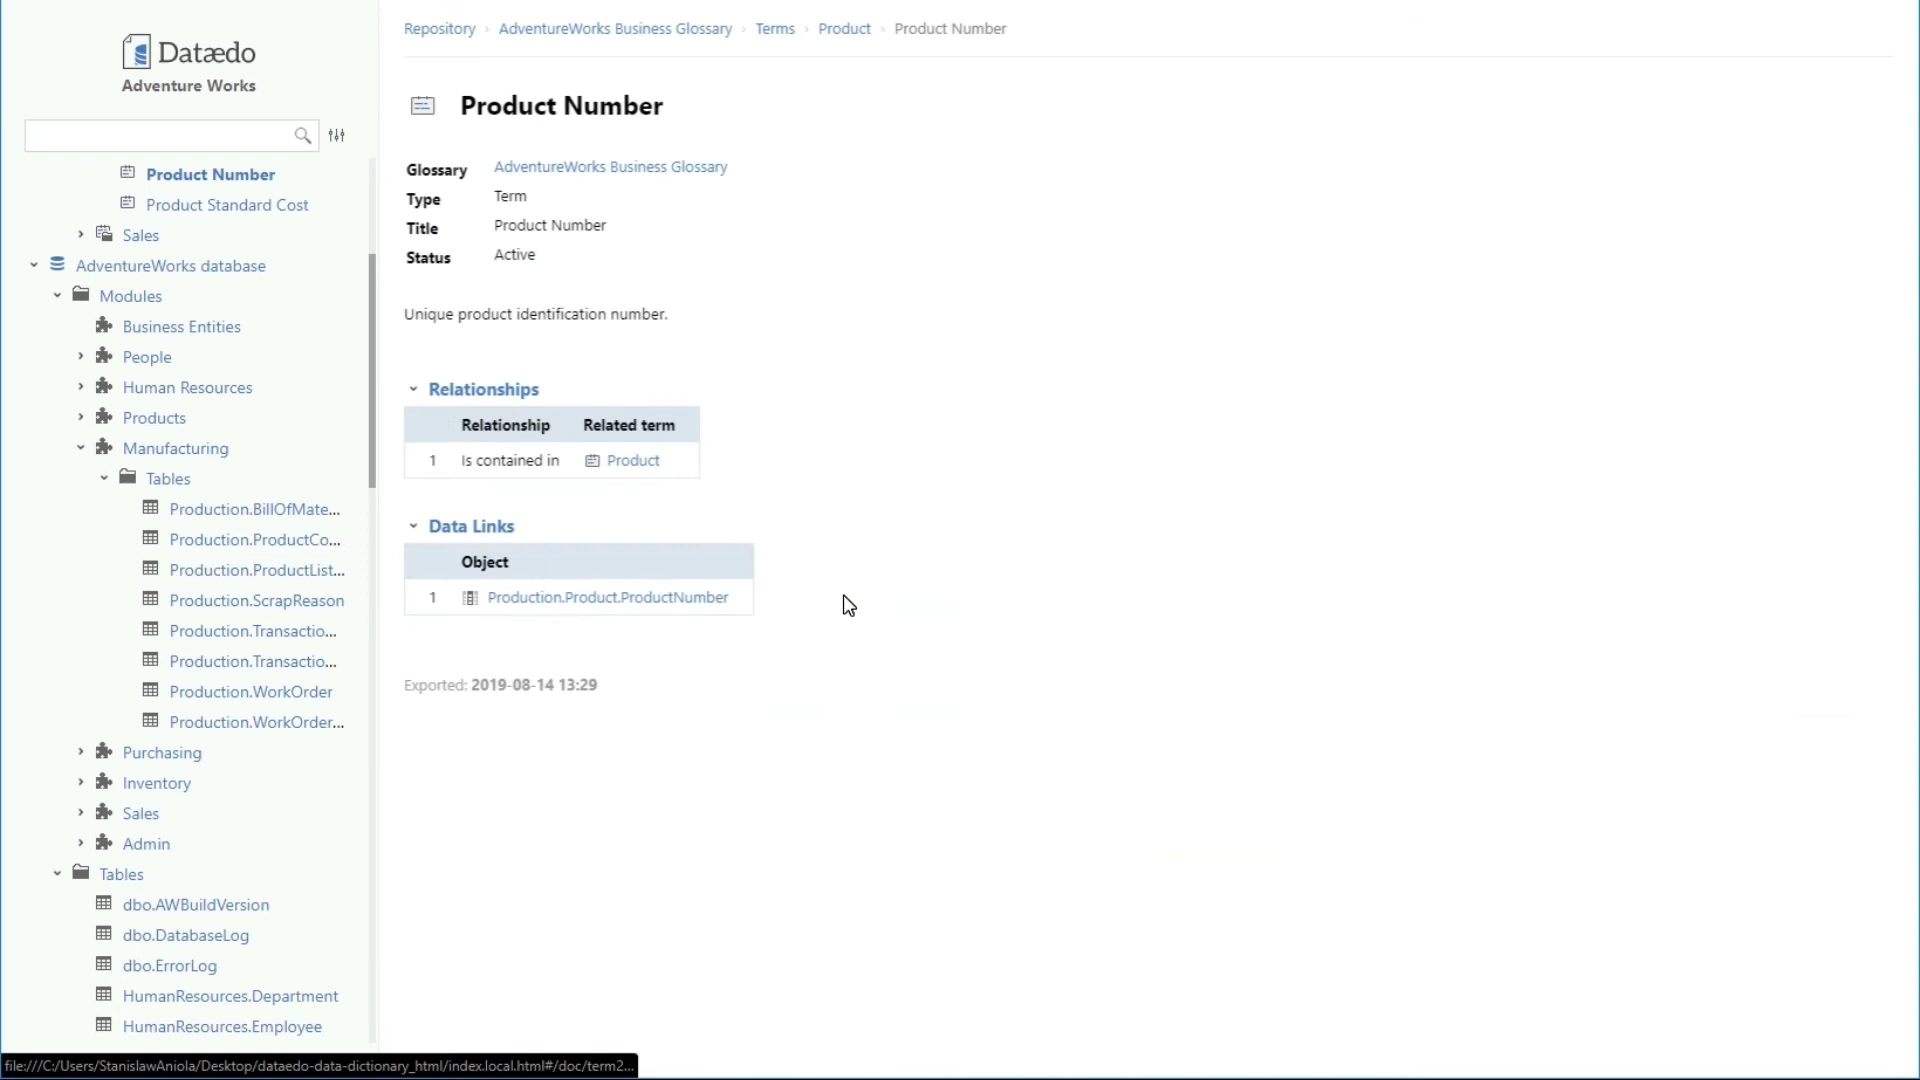 Datædo
Adventure Works
Product Number
Product Standard Cost
Sales
AdventureWorks database
Modules
Business Entities
People
Human Resources
Products
Manufacturing
Tables
Production.BillOfMate...
Production.ProductCo...
Production.ProductList...
Production.ScrapReason
Production.Transactio...
Production.Transactio...
Production.WorkOrder
Production.WorkOrder...
Purchasing
Inventory
Sales
Admin
Tables
dbo.AWBuildVersion
dbo.DatabaseLog
dbo.ErrorLog
HumanResources.Department
HumanResources.Employee
Repository › AdventureWorks Business Glossary › Terms › Product › Product Number
Product Number
Glossary AdventureWorks Business Glossary
Type Term
Title Product Number
Status Active
Unique product identification number.
Relationships
Relationship Related term
1 Is contained in Product
Data Links
Object
1 Production.Product.ProductNumber
Exported: 2019-08-14 13:29
file:///C:/Users/StanislawAniola/Desktop/dataedo-data-dictionary_html/index.local.html#/doc/term2...